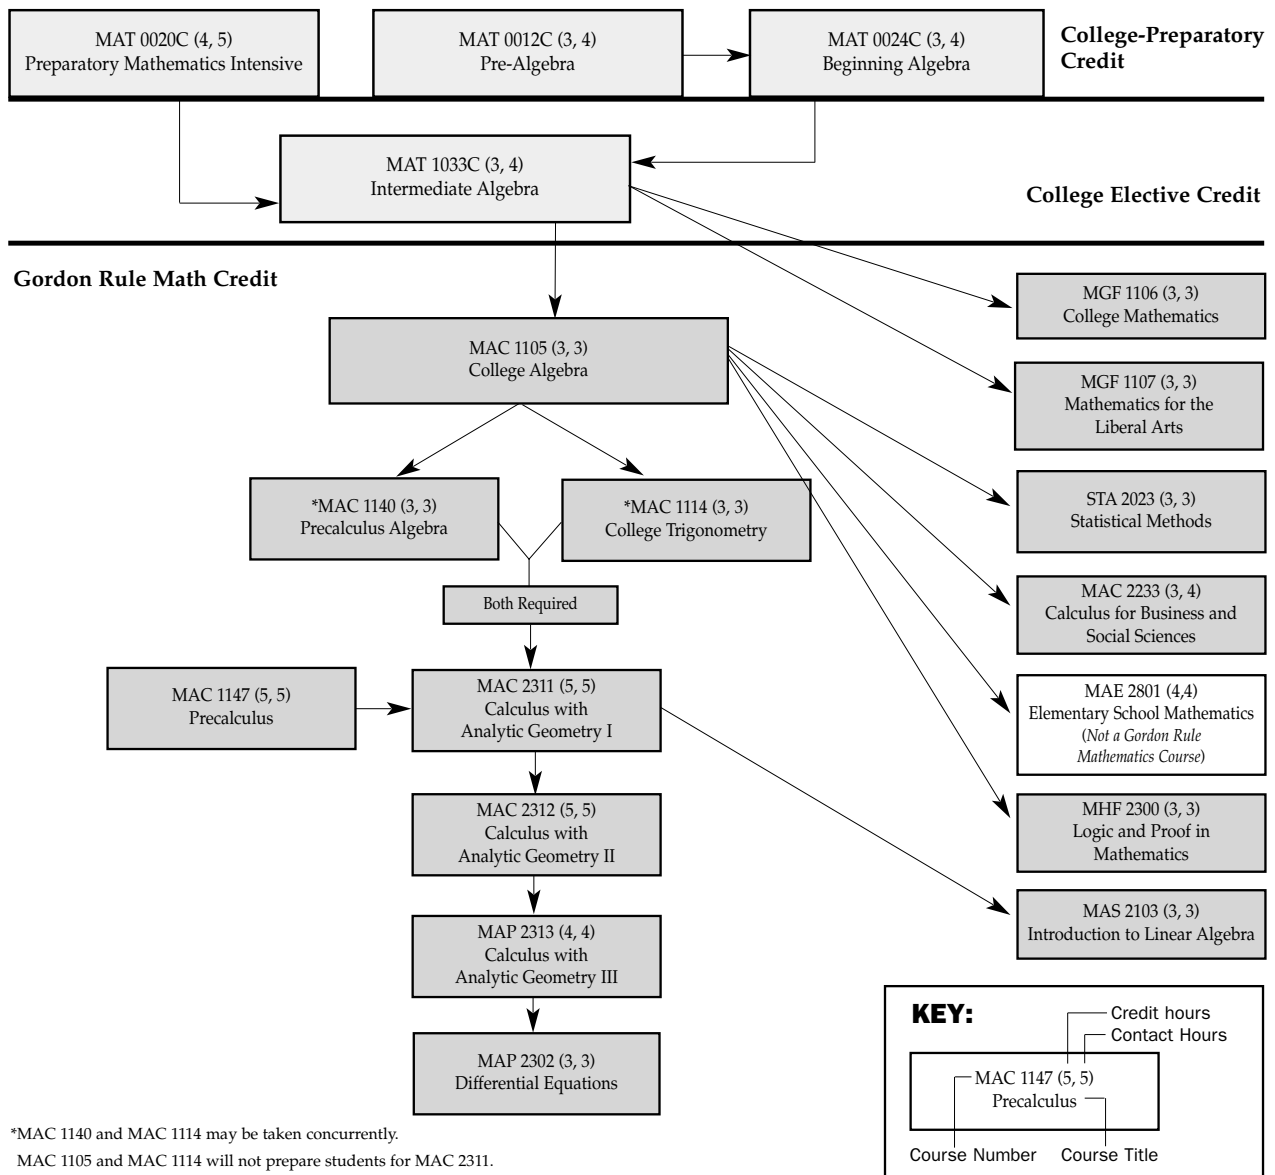 MAT 0020C (4, 5)
Preparatory Mathematics Intensive
MAT 0012C (3, 4)
Pre-Algebra
MAT 0024C (3, 4)
Beginning Algebra
College-Preparatory
Credit
MAT 1033C (3, 4)
Intermediate Algebra
College Elective Credit
Gordon Rule Math Credit
MGF 1106 (3, 3)
College Mathematics
MAC 1105 (3, 3)
College Algebra
MGF 1107 (3, 3)
Mathematics for the
Liberal Arts
*MAC 1140 (3, 3)
Precalculus Algebra
*MAC 1114 (3, 3)
College Trigonometry
STA 2023 (3, 3)
Statistical Methods
Both Required
MAC 2233 (3, 4)
Calculus for Business and
Social Sciences
MAC 1147 (5, 5)
Precalculus
MAC 2311 (5, 5)
Calculus with
Analytic Geometry I
MAE 2801 (4,4)
Elementary School Mathematics
(Not a Gordon Rule
Mathematics Course)
MAC 2312 (5, 5)
Calculus with
Analytic Geometry II
MHF 2300 (3, 3)
Logic and Proof in
Mathematics
MAP 2313 (4, 4)
Calculus with
Analytic Geometry III
MAS 2103 (3, 3)
Introduction to Linear Algebra
MAP 2302 (3, 3)
Differential Equations
KEY:
Credit hours
Contact Hours
MAC 1147 (5, 5)
Precalculus
Course Number
Course Title
*MAC 1140 and MAC 1114 may be taken concurrently.
MAC 1105 and MAC 1114 will not prepare students for MAC 2311.